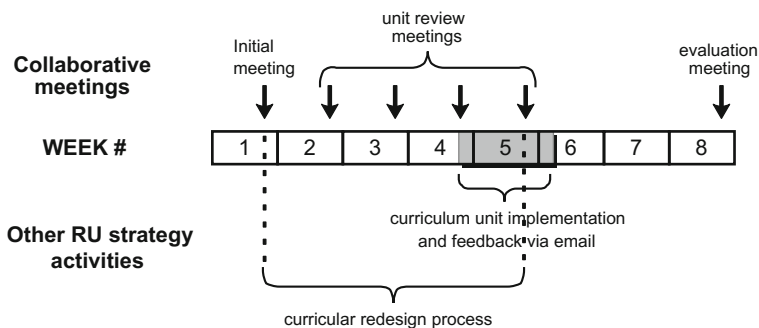 unit review
meetings
Initial
meeting
evaluation
meeting
Collaborative
meetings
WEEK #
1 2 3 4 5 6 7 8
curriculum unit implementation
and feedback via email
Other RU strategy
activities
curricular redesign process